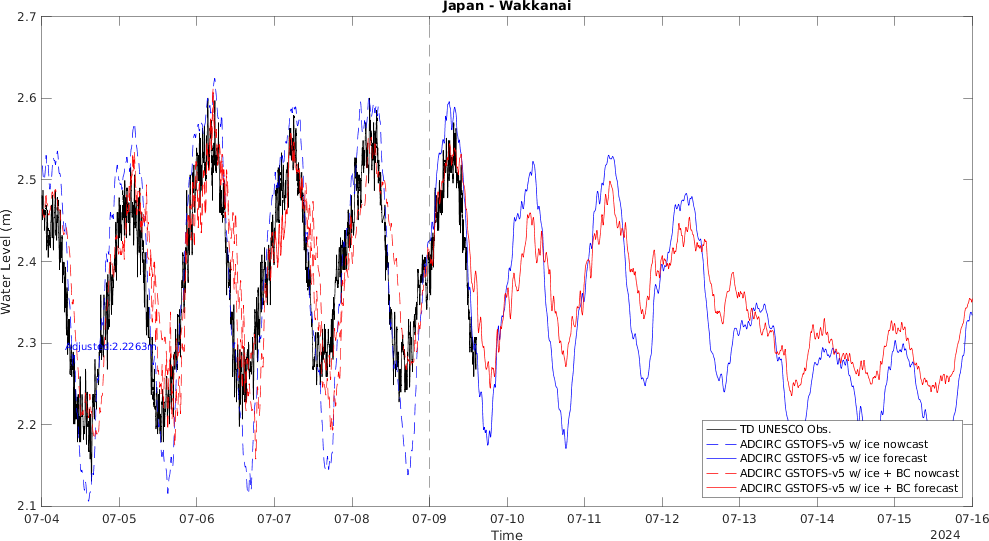 Japan - Wakkanai
2.7
2.6
2.5
2.4
2.3
2.2
2.1
Water Level (m)
Adjusted:2.2263m
TD UNESCO Obs.
ADCIRC GSTOFS-v5 w/ ice nowcast
ADCIRC GSTOFS-v5 w/ ice forecast
ADCIRC GSTOFS-v5 w/ ice + BC nowcast
ADCIRC GSTOFS-v5 w/ ice + BC forecast
07-04 07-05 07-06 07-07 07-08 07-09 07-10 07-11 07-12 07-13 07-14 07-15 07-16
Time
2024